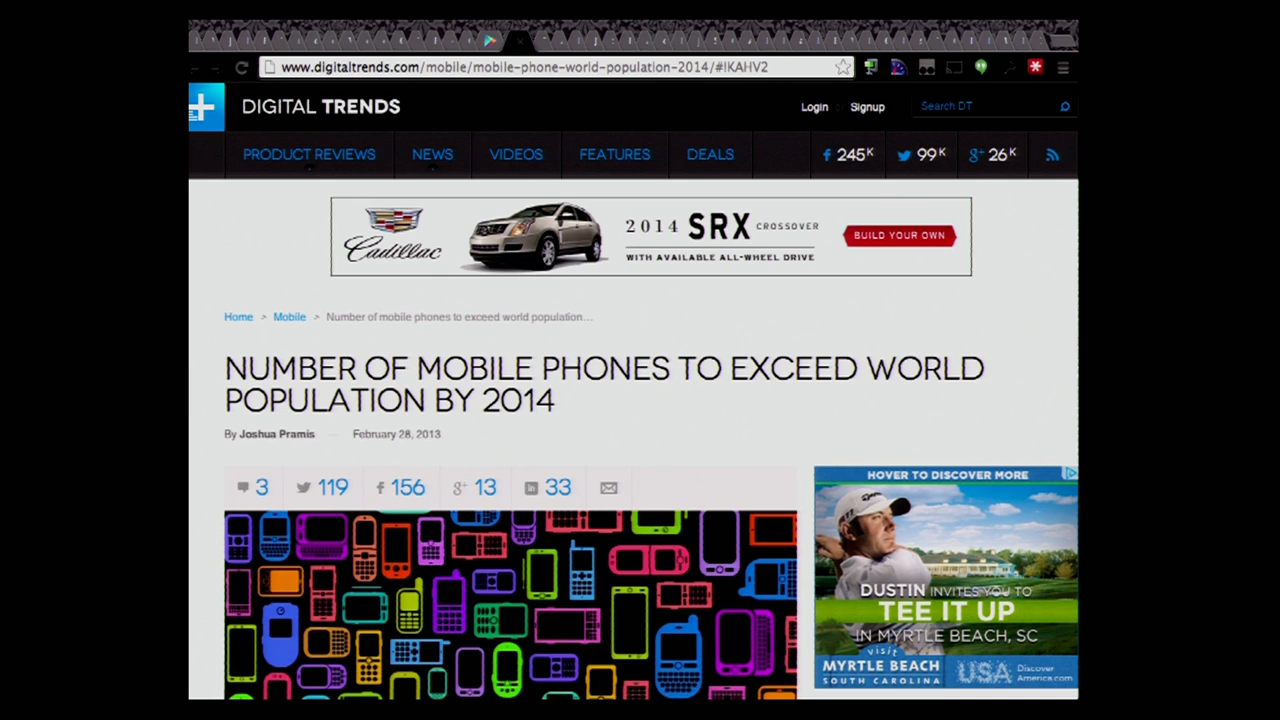 www.digitaltrends.com/mobile/mobile-phone-world-population-2014/#!KAHV2
DIGITAL TRENDS
Login
Signup
Search DT
PRODUCT REVIEWS
NEWS
VIDEOS
FEATURES
DEALS
245K
99K
26K
Cadillac
2014 SRX CROSSOVER
WITH AVAILABLE ALL-WHEEL DRIVE
BUILD YOUR OWN
Home > Mobile > Number of mobile phones to exceed world population...
NUMBER OF MOBILE PHONES TO EXCEED WORLD
POPULATION BY 2014
By Joshua Pramis — February 28, 2013
3
119
156
13
33
HOVER TO DISCOVER MORE
DUSTIN INVITES YOU TO
TEE IT UP
IN MYRTLE BEACH, SC
visit
MYRTLE BEACH
SOUTH CAROLINA
USA
Discover
America.com